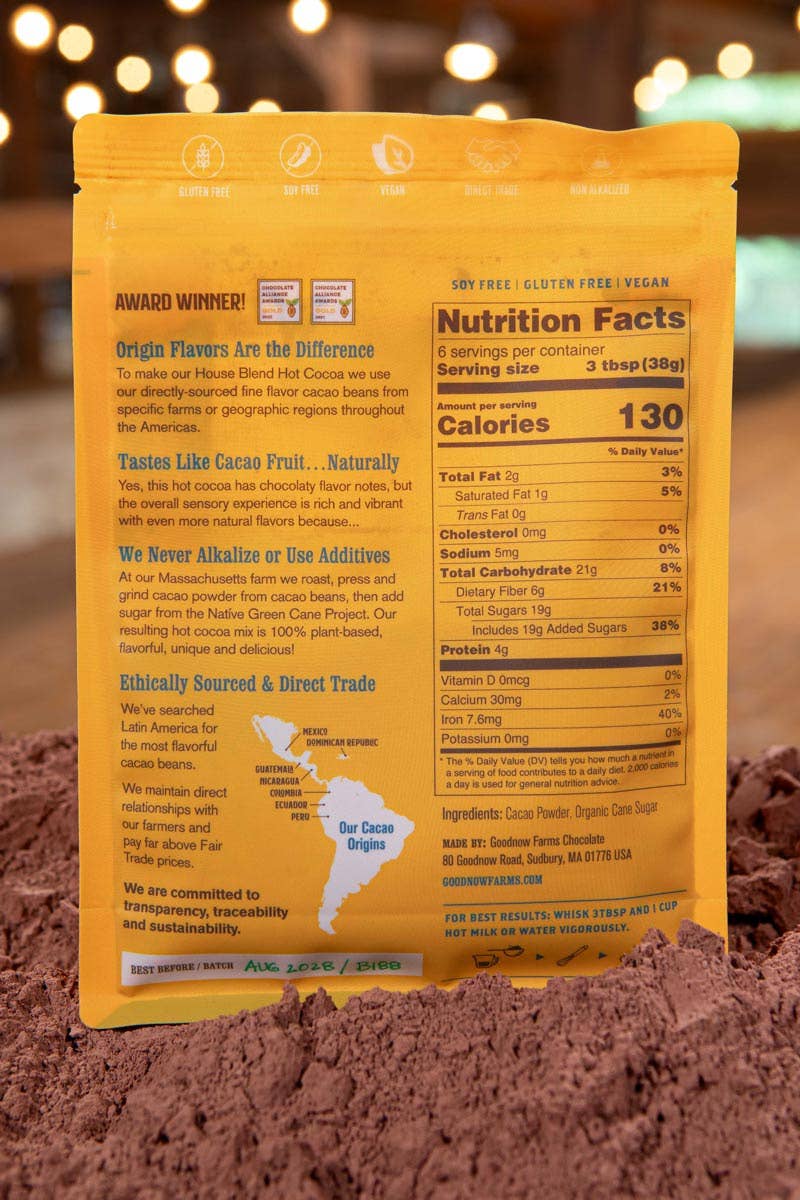 GLUTEN FREE
SOY FREE
VEGAN
DIRECT TRADE
NON ALKALIZED
AWARD WINNER!
CHOCOLATE
ALLIANCE
AWARDS
GOLD
CHOCOLATE
ALLIANCE
AWARDS
GOLD
Origin Flavors Are the Difference
To make our House Blend Hot Cocoa we use
our directly-sourced fine flavor cacao beans from
specific farms or geographic regions throughout
the Americas.
Tastes Like Cacao Fruit...Naturally
Yes, this hot cocoa has chocolaty flavor notes, but
the overall sensory experience is rich and vibrant
with even more natural flavors because...
We Never Alkalize or Use Additives
At our Massachusetts farm we roast, press and
grind cacao powder from cacao beans, then add
sugar from the Native Green Cane Project. Our
resulting hot cocoa mix is 100% plant-based,
flavorful, unique and delicious!
Ethically Sourced & Direct Trade
We've searched
Latin America for
the most flavorful
cacao beans.
We maintain direct
relationships with
our farmers and
pay far above Fair
Trade prices.
We are committed to
transparency, traceability
and sustainability.
MEXICO
DOMINICAN REPUBLIC
GUATEMALA
NICARAGUA
COLOMBIA
ECUADOR
PERU
Our Cacao
Origins
BEST BEFORE / BATCH AUG 2028 / B188
SOY FREE | GLUTEN FREE | VEGAN
Nutrition Facts
6 servings per container
Serving size 3 tbsp (38g)
Amount per serving
Calories 130
% Daily Value*
Total Fat 2g 3%
Saturated Fat 1g 5%
Trans Fat 0g
Cholesterol 0mg 0%
Sodium 5mg 0%
Total Carbohydrate 21g 8%
Dietary Fiber 6g 21%
Total Sugars 19g
Includes 19g Added Sugars 38%
Protein 4g
Vitamin D 0mcg 0%
Calcium 30mg 2%
Iron 7.6mg 40%
Potassium 0mg 0%
* The % Daily Value (DV) tells you how much a nutrient in
a serving of food contributes to a daily diet. 2,000 calories
a day is used for general nutrition advice.
Ingredients: Cacao Powder, Organic Cane Sugar
MADE BY: Goodnow Farms Chocolate
80 Goodnow Road, Sudbury, MA 01776 USA
GOODNOWFARMS.COM
FOR BEST RESULTS: WHISK 3TBSP AND 1 CUP
HOT MILK OR WATER VIGOROUSLY.